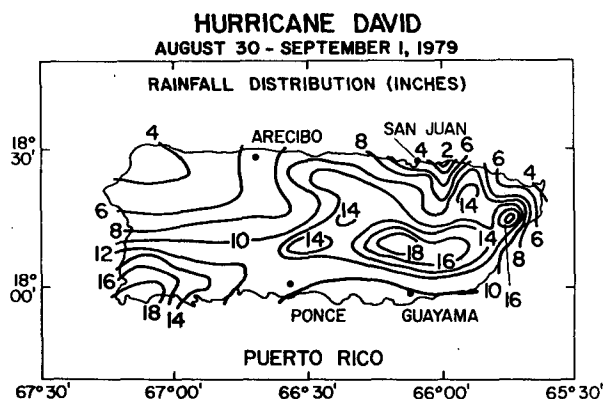 HURRICANE DAVID
AUGUST 30 - SEPTEMBER 1, 1979
RAINFALL DISTRIBUTION (INCHES)
18° 30'
4
ARECIBO
8
SAN JUAN
4 2 6
6
4
6
8
12
10
14
14
14
14
18
16
6
8
10
16
16
18
14
18° 00'
PONCE
GUAYAMA
PUERTO RICO
67°30' 67°00' 66°30' 66°00' 65°30'